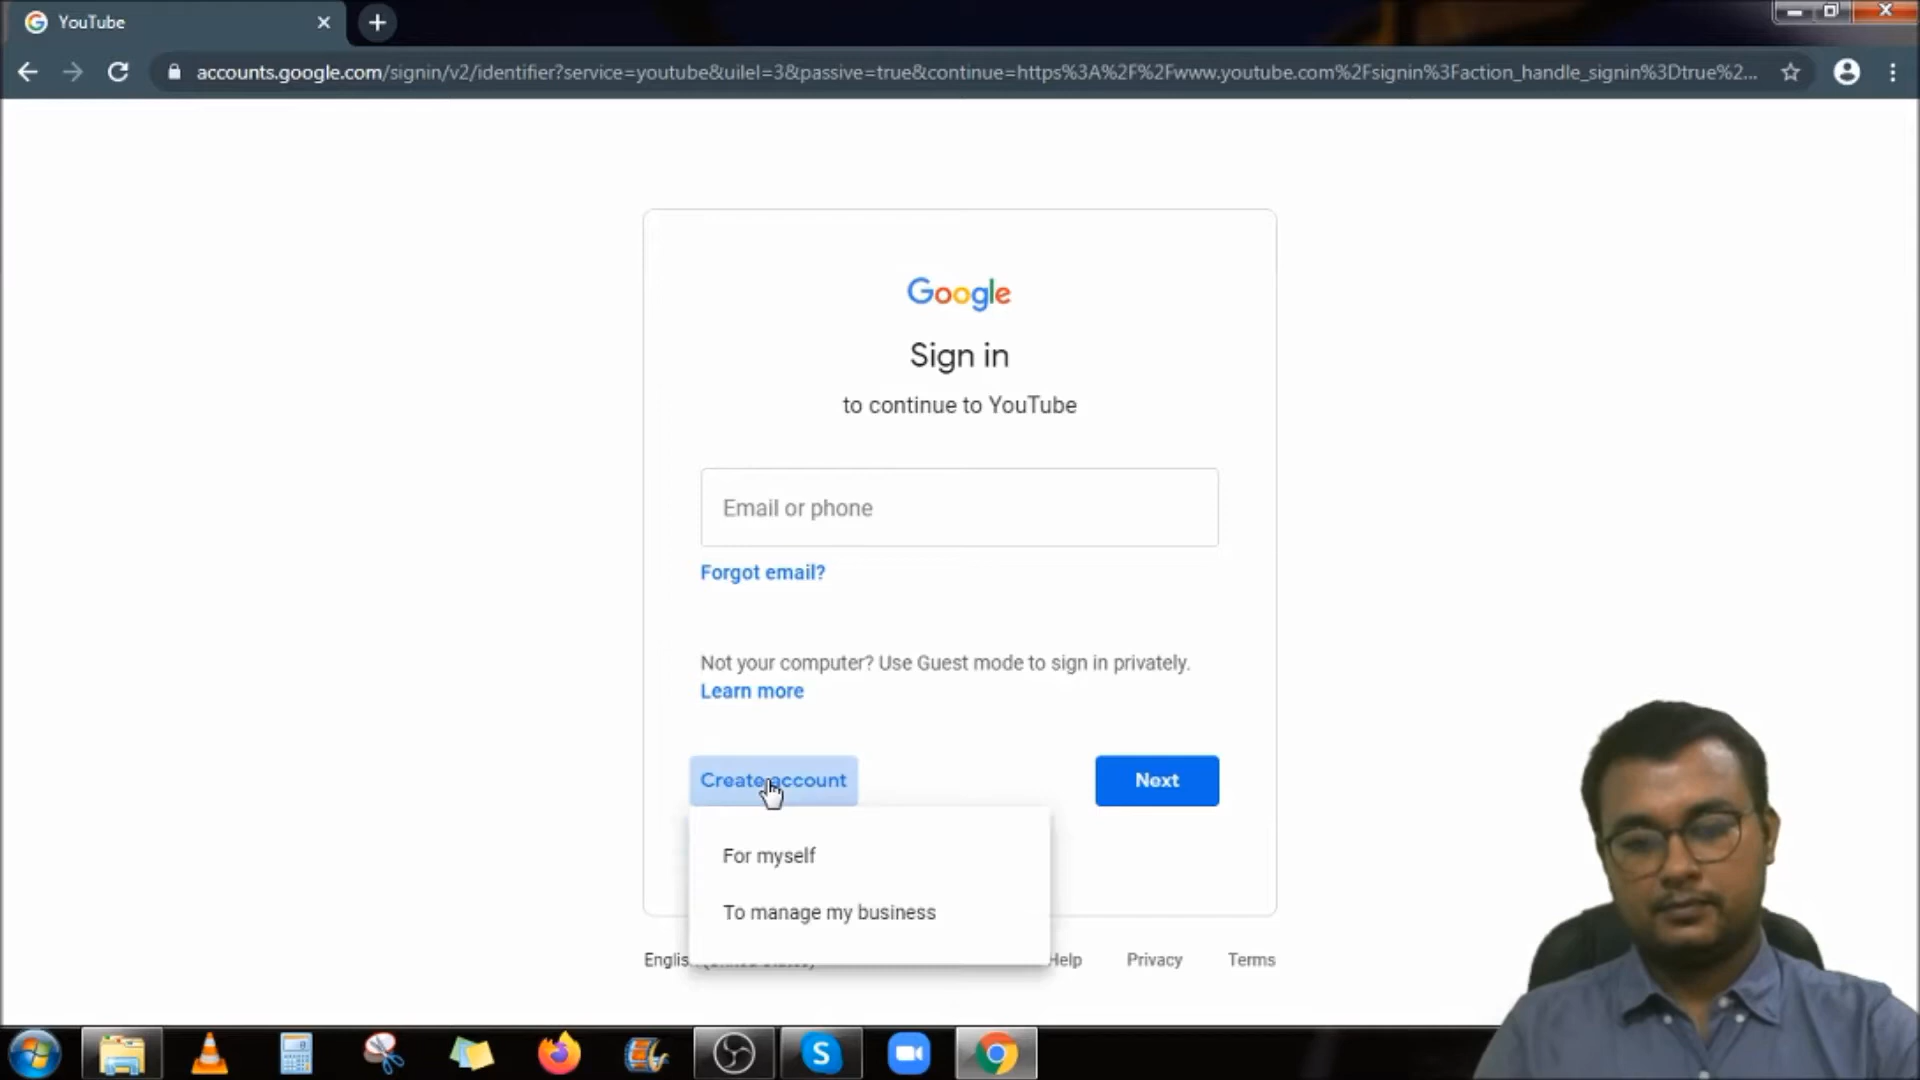 YouTube
accounts.google.com/signin/v2/identifier?service=youtube&uilel=3&passive=true&continue=https%3A%2F%2Fwww.youtube.com%2Fsignin%3Faction_handle_signin%3Dtrue%2...
Google
Sign in
to continue to YouTube
Email or phone
Forgot email?
Not your computer? Use Guest mode to sign in privately.
Learn more
Create account
Next
For myself
To manage my business
Help
Privacy
Terms
S